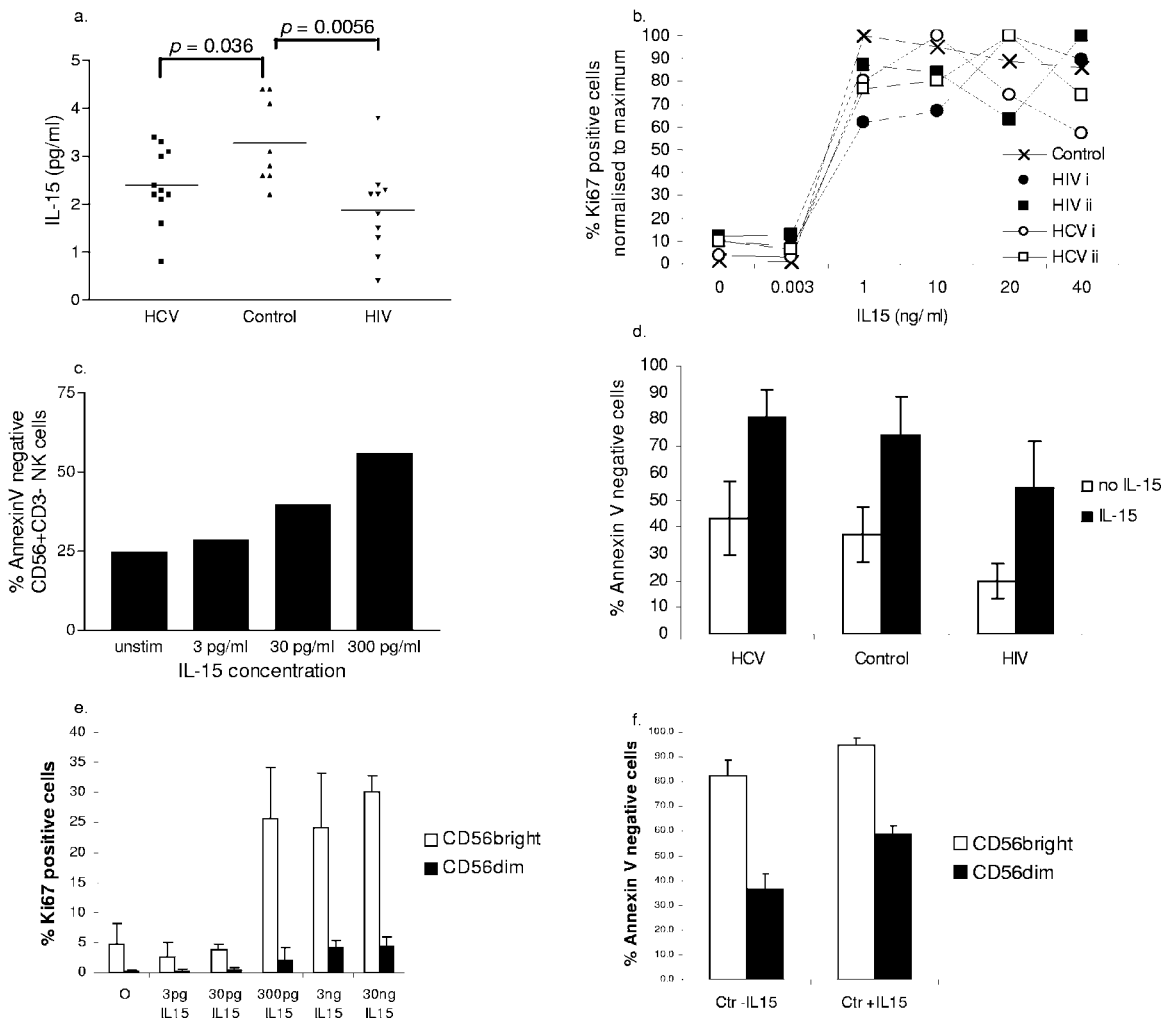 a.
p = 0.036
p = 0.0056
IL-15 (pg/ml)
5
4
3
2
1
0
HCV Control HIV
b.
% Ki67 positive cells
normalised to maximum
100
90
80
70
60
50
40
30
20
10
0
0 0.003 1 10 20 40
IL15 (ng/ml)
Control
HIV i
HIV ii
HCV i
HCV ii
c.
% AnnexinV negative
CD56+CD3- NK cells
75
50
25
0
unstim 3 pg/ml 30 pg/ml 300 pg/ml
IL-15 concentration
d.
% Annexin V negative cells
100
90
80
70
60
50
40
30
20
10
0
HCV Control HIV
no IL-15
IL-15
e.
% Ki67 positive cells
40
35
30
25
20
15
10
5
0
O 3pg 30pg 300pg 3ng 30ng
IL15 IL15 IL15 IL15 IL15
CD56bright
CD56dim
f.
% Annexin V negative cells
100.0
90.0
80.0
70.0
60.0
50.0
40.0
30.0
20.0
10.0
0.0
Ctr -IL15 Ctr +IL15
CD56bright
CD56dim